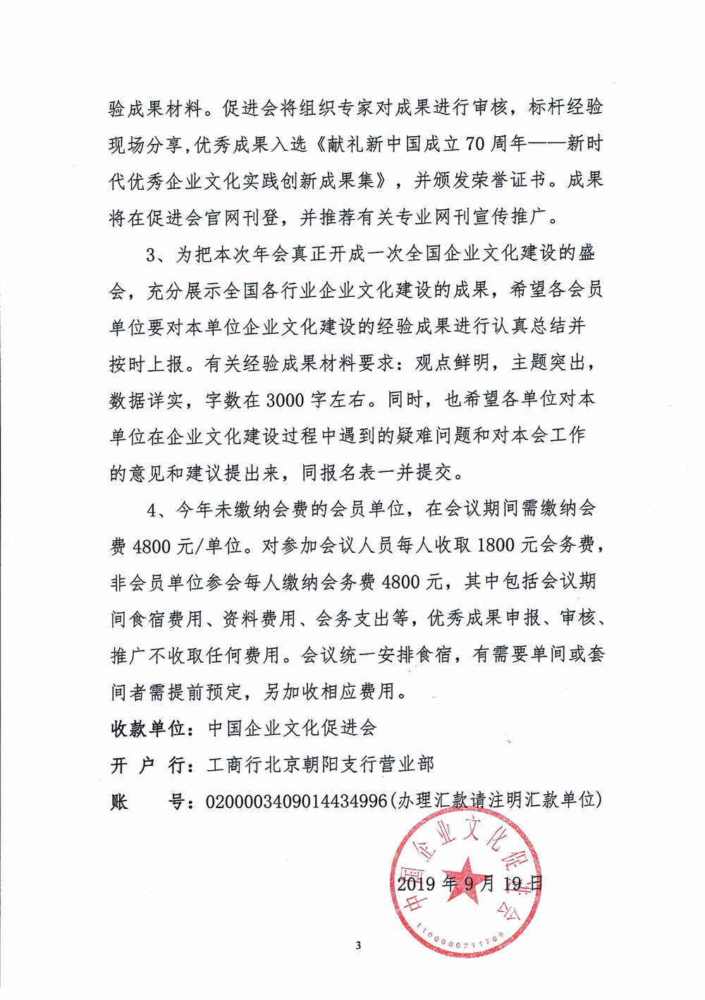 验成果材料。促进会将组织专家对成果进行审核，标杆经验
现场分享,优秀成果入选《献礼新中国成立 70 周年——新时
代优秀企业文化实践创新成果集》，并颁发荣誉证书。成果
将在促进会官网刊登，并推荐有关专业网刊宣传推广。
3、为把本次年会真正开成一次全国企业文化建设的盛
会，充分展示全国各行业企业文化建设的成果，希望各会员
单位要对本单位企业文化建设的经验成果进行认真总结并
按时上报。有关经验成果材料要求：观点鲜明，主题突出，
数据详实，字数在 3000 字左右。同时，也希望各单位对本
单位在企业文化建设过程中遇到的疑难问题和对本会工作
的意见和建议提出来，同报名表一并提交。
4、今年未缴纳会费的会员单位，在会议期间需缴纳会
费 4800 元/单位。对参加会议人员每人收取 1800 元会务费，
非会员单位参会每人缴纳会务费 4800 元，其中包括会议期
间食宿费用、资料费用、会务支出等，优秀成果申报、审核、
推广不收取任何费用。会议统一安排食宿，有需要单间或套
间者需提前预定，另加收相应费用。
收款单位：中国企业文化促进会
开 户 行：工商行北京朝阳支行营业部
账 号：0200003409014434996(办理汇款请注明汇款单位)
中国企业文化促进会
2019 年 9 月 19 日
1100000211769
3